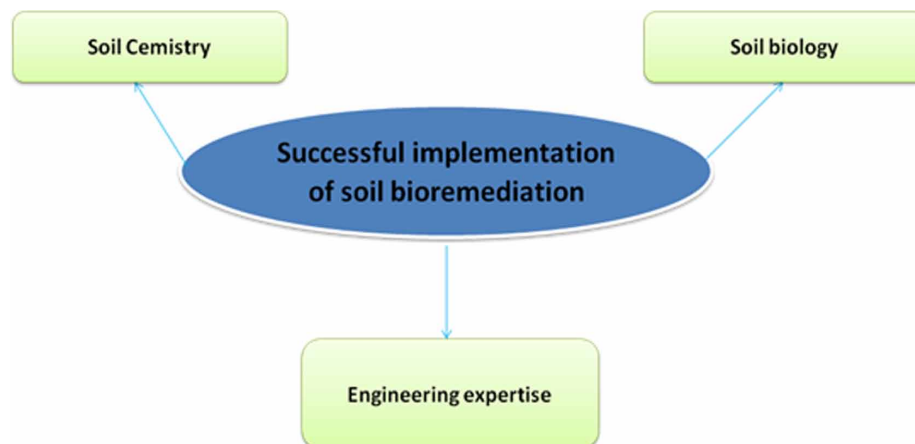 Soil Cemistry
Soil biology
Successful implementation
of soil bioremediation
Engineering expertise